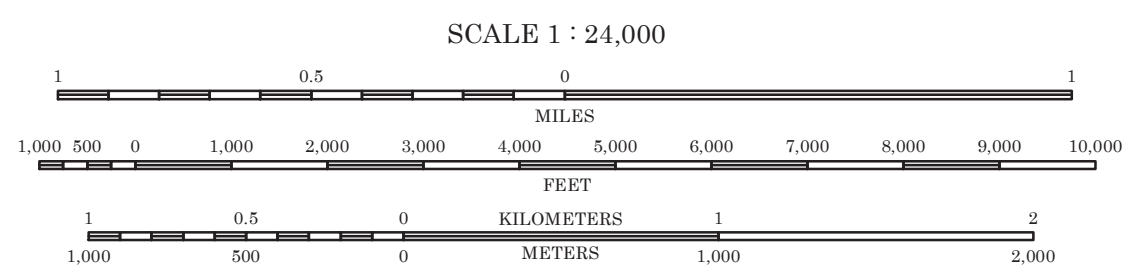 SCALE 1 : 24,000
1 0.5 0 1
MILES
1,000 500 0 1,000 2,000 3,000 4,000 5,000 6,000 7,000 8,000 9,000 10,000
FEET
1 0.5 0 KILOMETERS 1 2
1,000 500 0 METERS 1,000 2,000